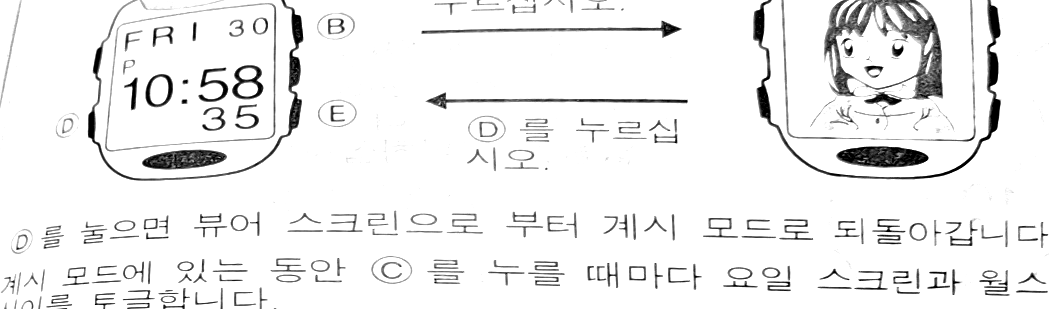 누르십시오.
FRI 30
P
10:58
35
B
E
D
D 를 누르십
시오.
D를 눌으면 뷰어 스크린으로 부터 계시 모드로 되돌아갑니다
계시 모드에 있는 동안 C 를 누를 때마다 요일 스크린과 월스
사이를 토글합니다.